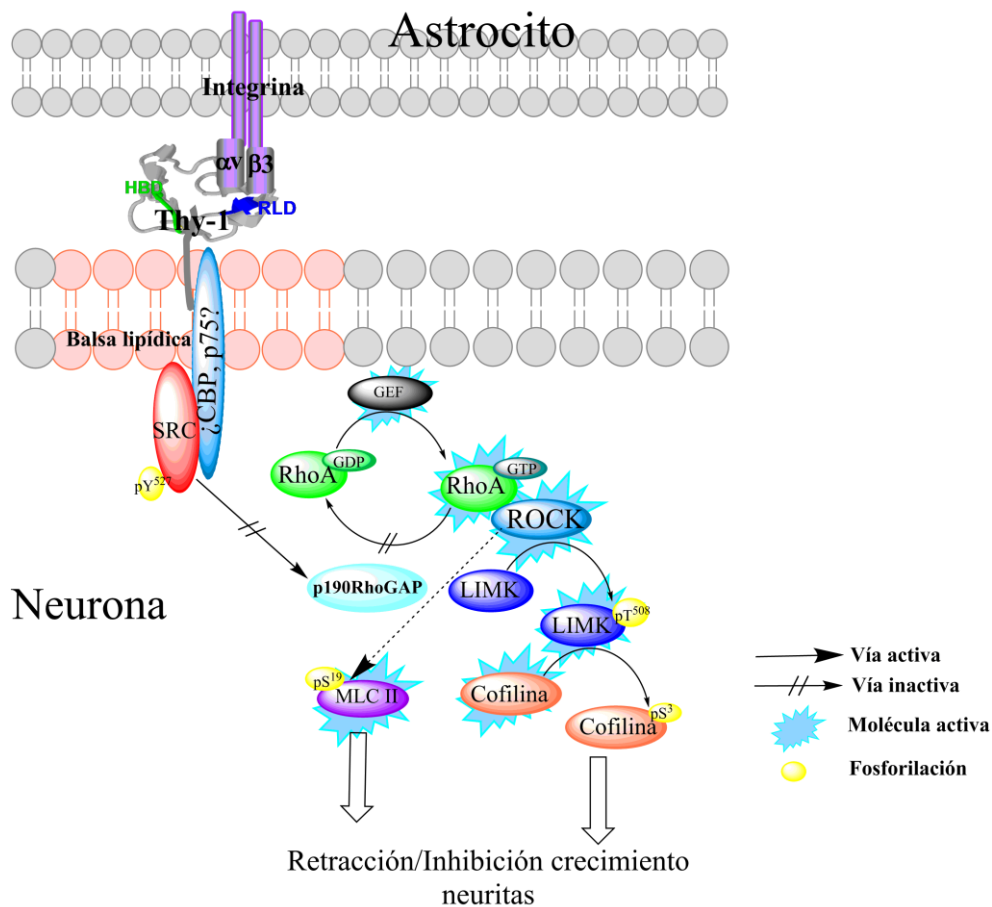 Astrocito
Integrina
αv β3
HBD
Thy-1
RLD
Balsa lipídica
¿CBP, p75?
SRC
pY527
GEF
RhoA
GDP
RhoA
GTP
ROCK
p190RhoGAP
LIMK
LIMK
pT508
Neurona
pS19
MLC II
Cofilina
Cofilina
pS3
Vía activa
Vía inactiva
Molécula activa
Fosforilación
Retracción/Inhibición crecimiento
neuritas